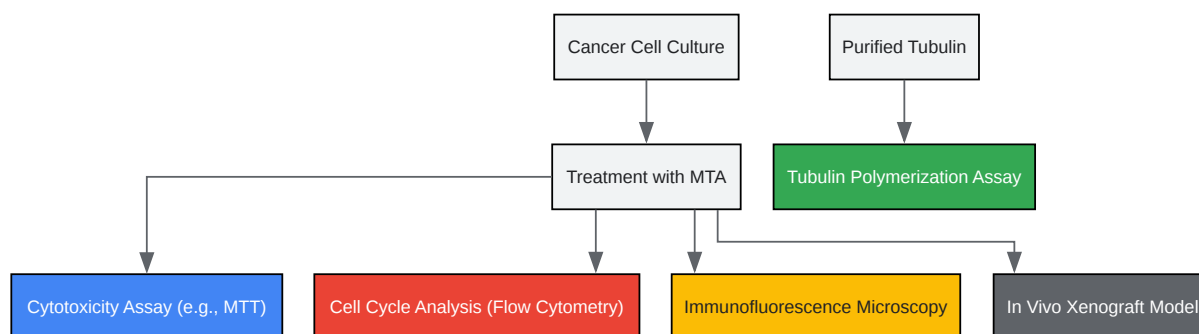 Cancer Cell Culture
Purified Tubulin
Treatment with MTA
Tubulin Polymerization Assay
Cytotoxicity Assay (e.g., MTT)
Cell Cycle Analysis (Flow Cytometry)
Immunofluorescence Microscopy
In Vivo Xenograft Model